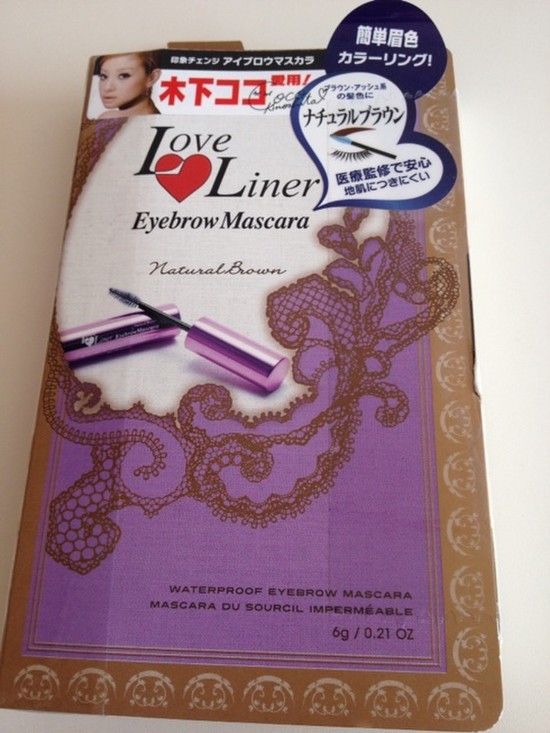 印象チェンジ アイブロウマスカラ
木下ココ愛用!
簡単眉色
カラーリング!
ブラウン・アッシュ系
の髪色に
ナチュラルブラウン
医療監修で安心
地肌につきにくい
Love
Liner
Eyebrow Mascara
Natural Brown
WATERPROOF EYEBROW MASCARA
MASCARA DU SOURCIL IMPERMÉABLE
6g / 0.21 OZ